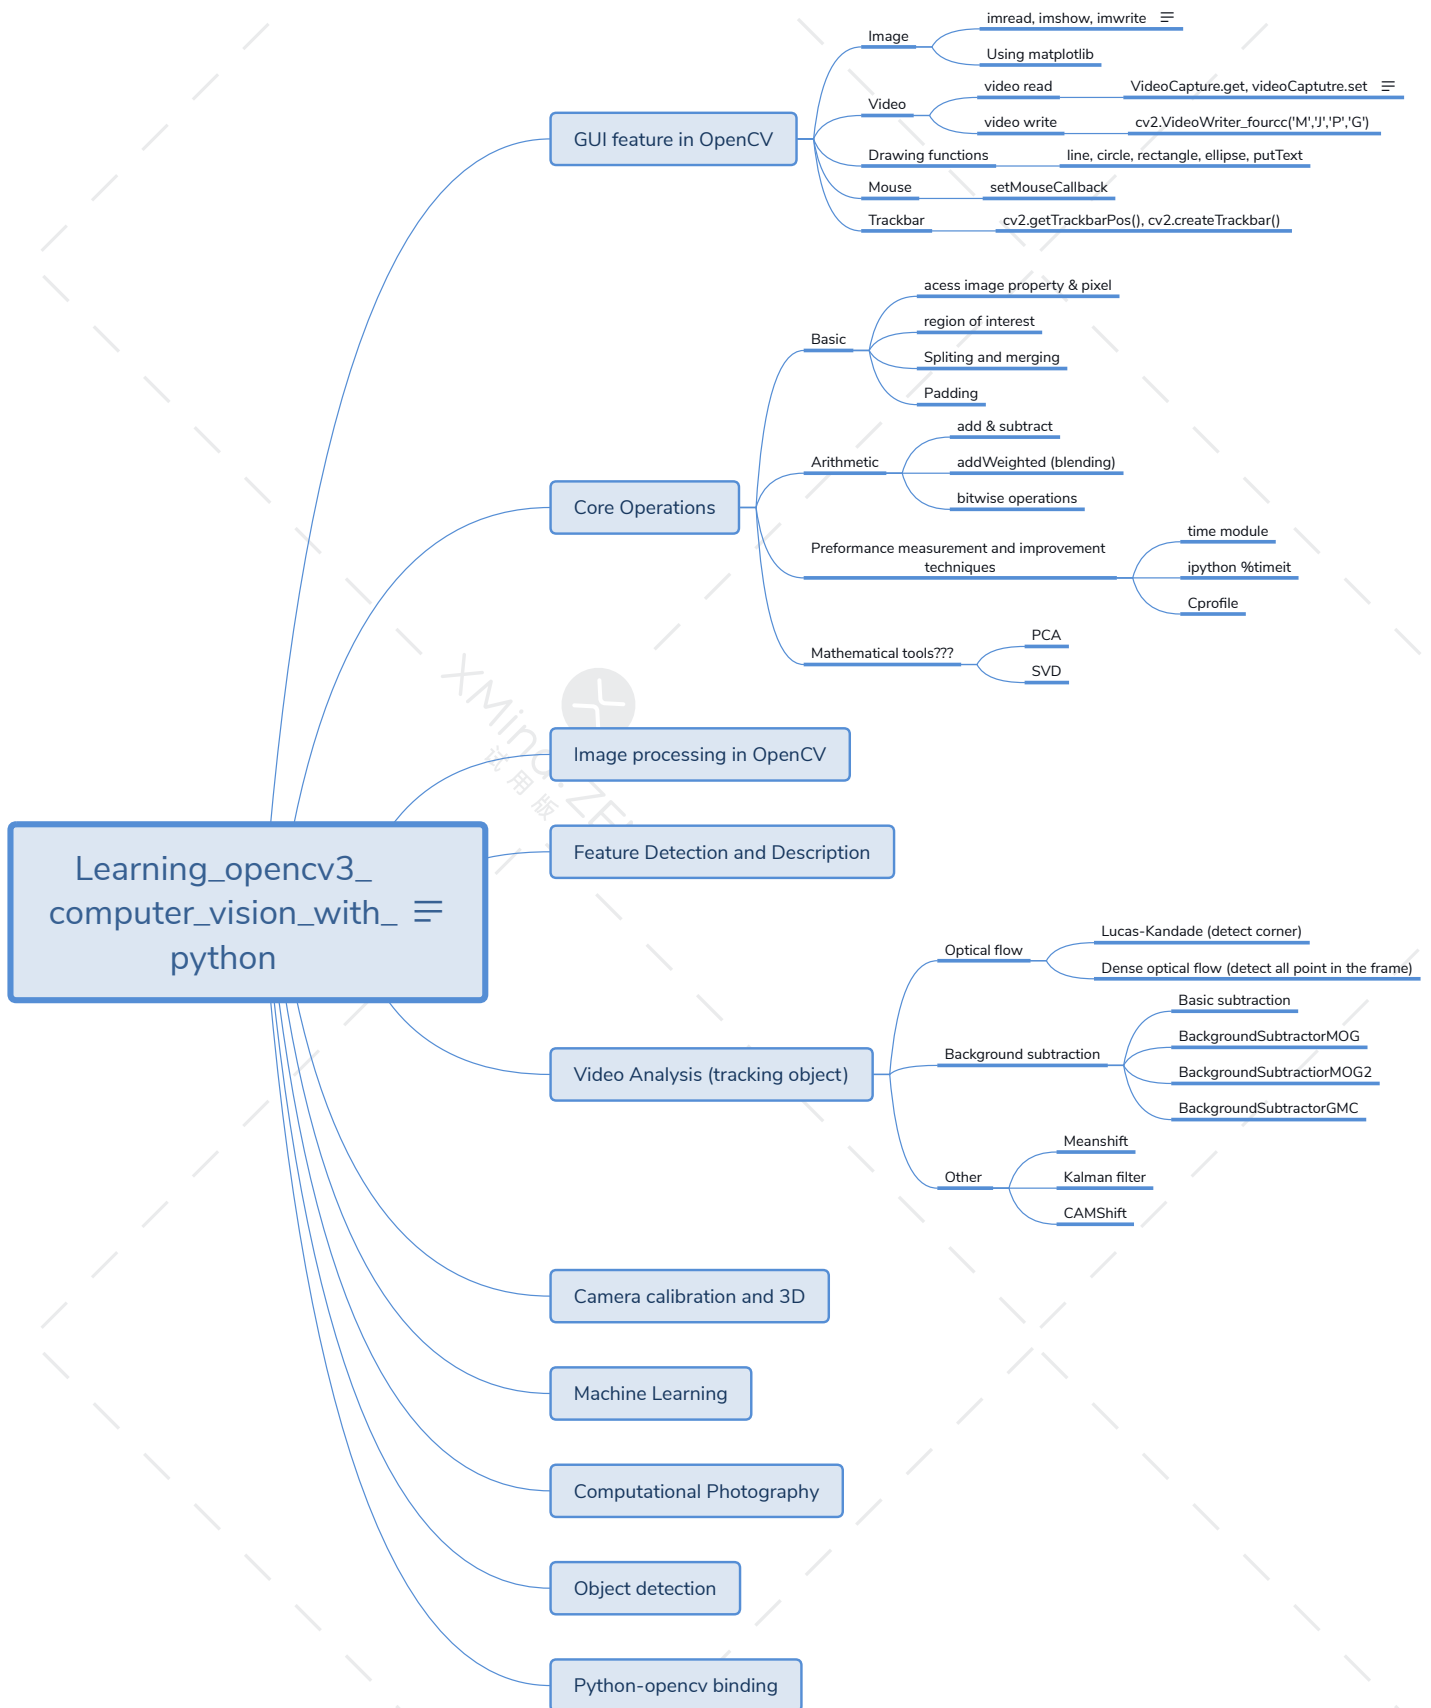 imread, imshow, imwrite
Image
Using matplotlib
video read
VideoCapture.get, videoCaptutre.set
Video
video write
cv2.VideoWriter_fourcc('M','J','P','G')
GUI feature in OpenCV
Drawing functions
line, circle, rectangle, ellipse, putText
Mouse
setMouseCallback
Trackbar
cv2.getTrackbarPos(), cv2.createTrackbar()
acess image property & pixel
region of interest
Basic
Spliting and merging
Padding
add & subtract
Arithmetic
addWeighted (blending)
bitwise operations
Core Operations
time module
Preformance measurement and improvement
techniques
ipython %timeit
Cprofile
PCA
Mathematical tools???
SVD
XMind:ZEN
试用版
Image processing in OpenCV
Feature Detection and Description
Learning_opencv3_
computer_vision_with_
python
Lucas-Kandade (detect corner)
Optical flow
Dense optical flow (detect all point in the frame)
Basic subtraction
BackgroundSubtractorMOG
Background subtraction
BackgroundSubtractiorMOG2
BackgroundSubtractorGMC
Video Analysis (tracking object)
Meanshift
Other
Kalman filter
CAMShift
Camera calibration and 3D
Machine Learning
Computational Photography
Object detection
Python-opencv binding